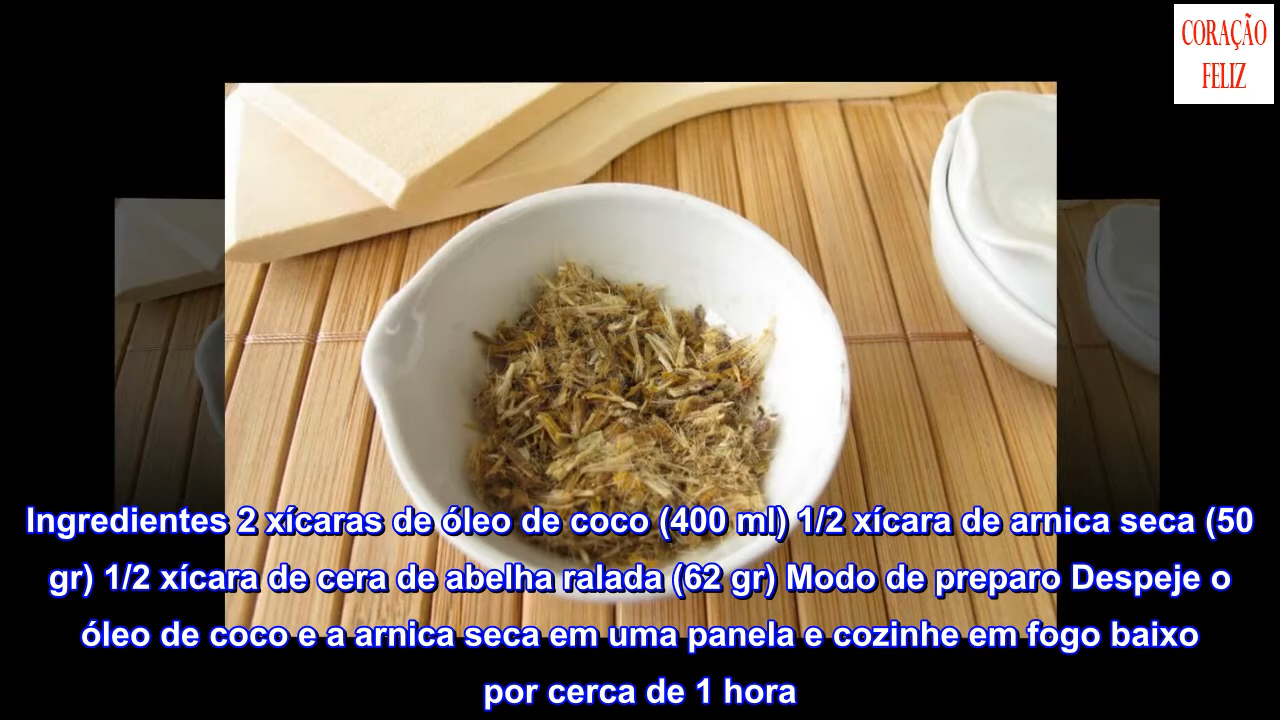 CORAÇÃO
FELIZ
Ingredientes 2 xícaras de óleo de coco (400 ml) 1/2 xícara de arnica seca (50
gr) 1/2 xícara de cera de abelha ralada (62 gr) Modo de preparo Despeje o
óleo de coco e a arnica seca em uma panela e cozinhe em fogo baixo
por cerca de 1 hora